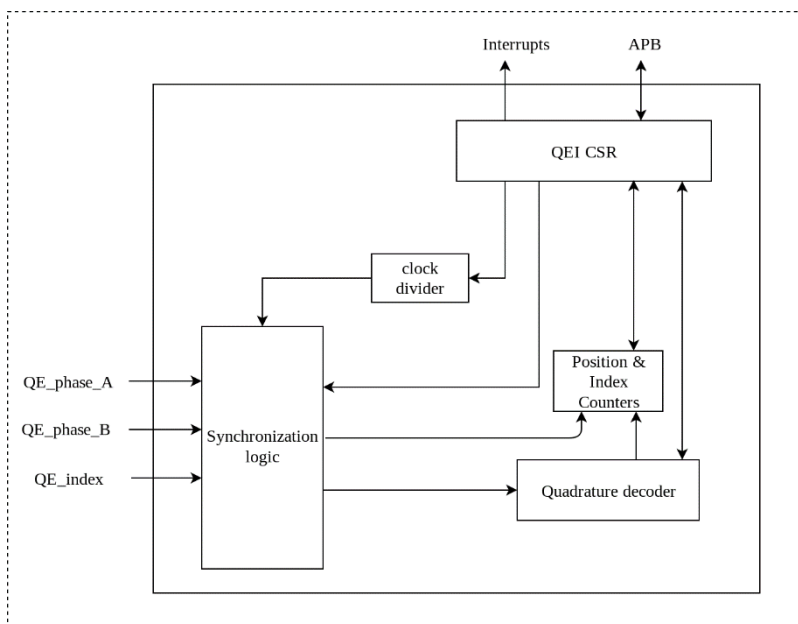 Interrupts
APB
QEI CSR
clock
divider
QE_phase_A
QE_phase_B
QE_index
Synchronization
logic
Position &
Index
Counters
Quadrature decoder